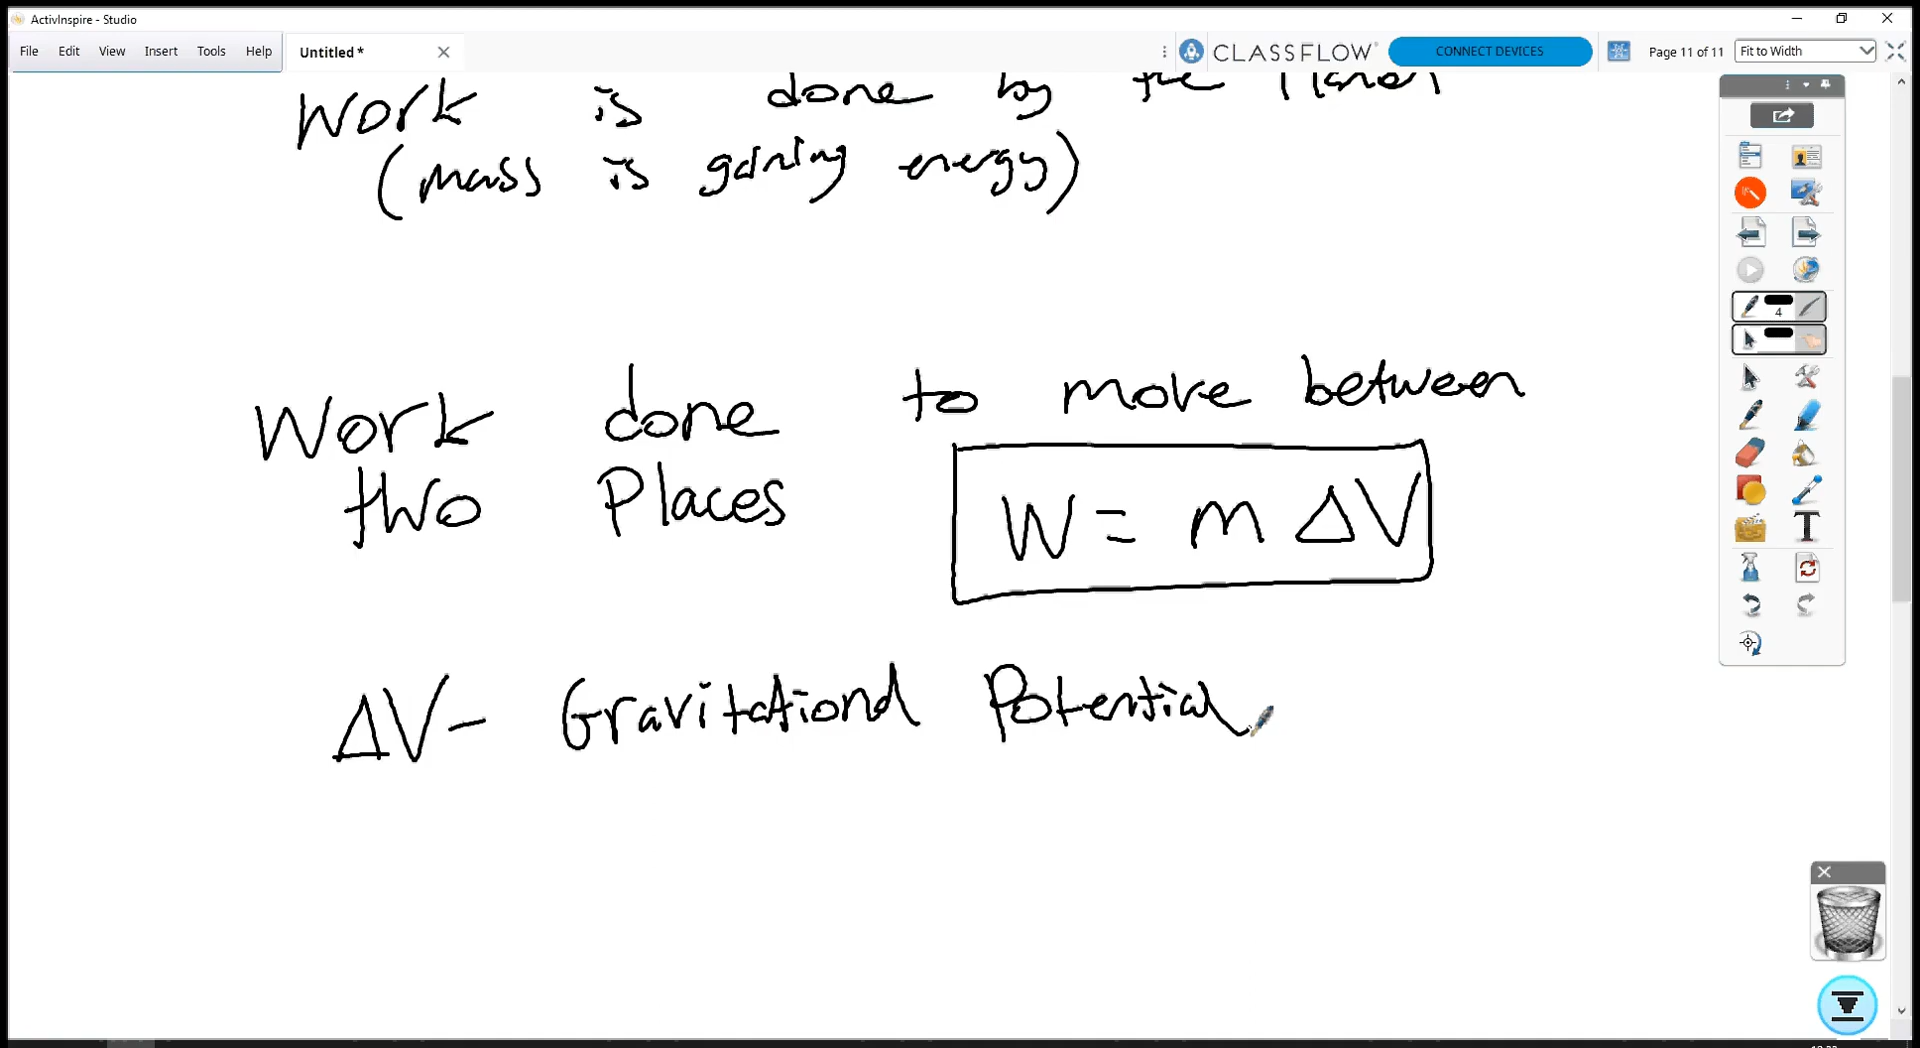 ActivInspire - Studio
File Edit View Insert Tools Help Untitled * CLASSFLOW CONNECT DEVICES Page 11 of 11 Fit to Width
Work is done by the
(mass is gaining energy)
4
Work done to move between
two Places
W = m ΔV
T
ΔV- Gravitational Potential